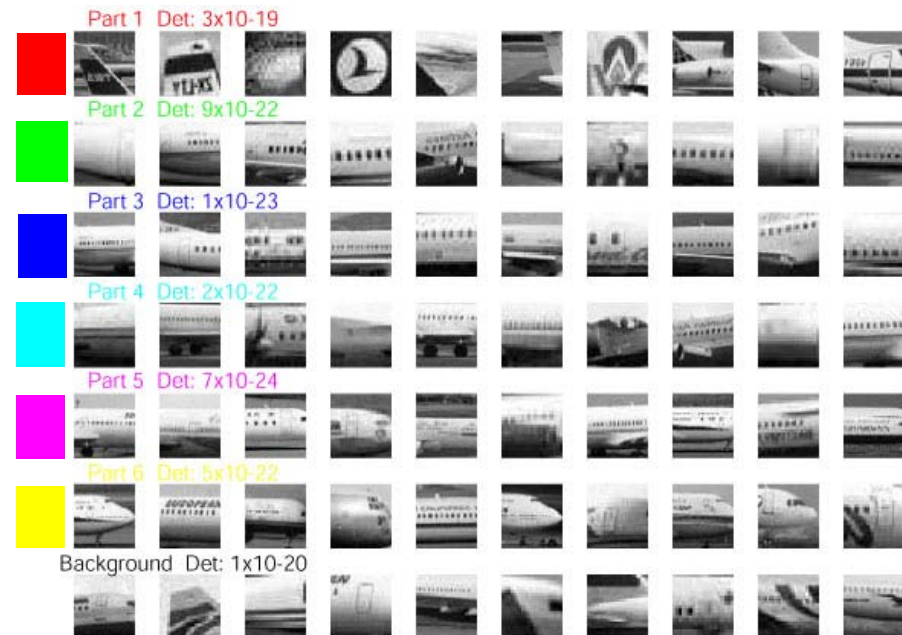 Part 1 Det: 3x10-19
Part 2 Det: 9x10-22
Part 3 Det: 1x10-23
Part 4 Det: 2x10-22
Part 5 Det: 7x10-24
Part 6 Det: 5x10-22
EUROPEAN
Background Det: 1x10-20